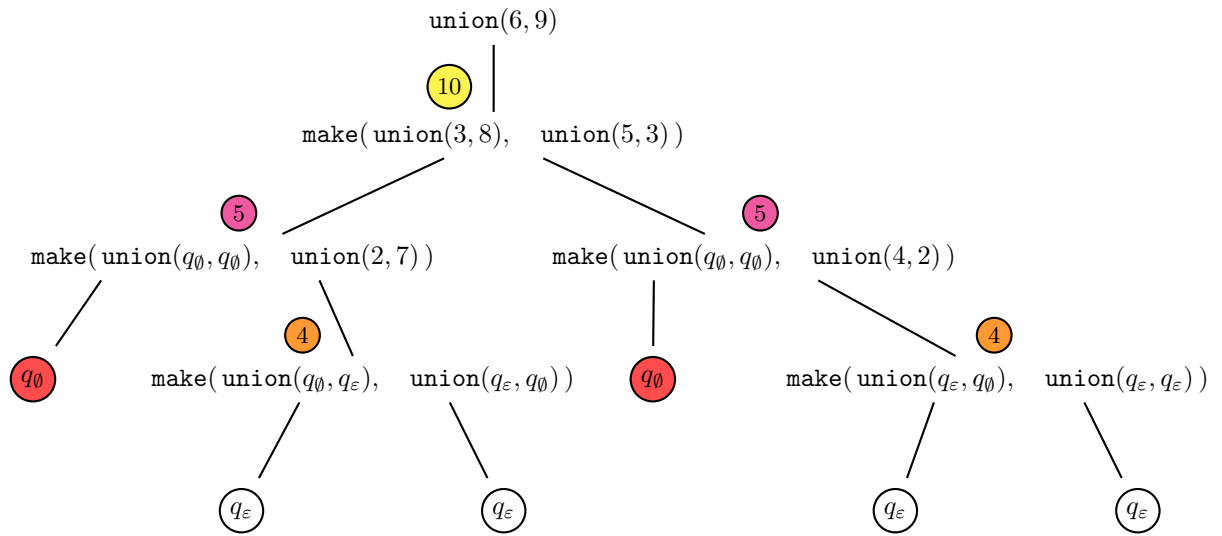 union(6, 9)
10
make( union(3, 8), union(5, 3) )
5 5
make( union(q∅, q∅), union(2, 7) ) make( union(q∅, q∅), union(4, 2) )
4 4
q∅ make( union(q∅, qε), union(qε, q∅) ) q∅ make( union(qε, q∅), union(qε, qε) )
qε qε qε qε